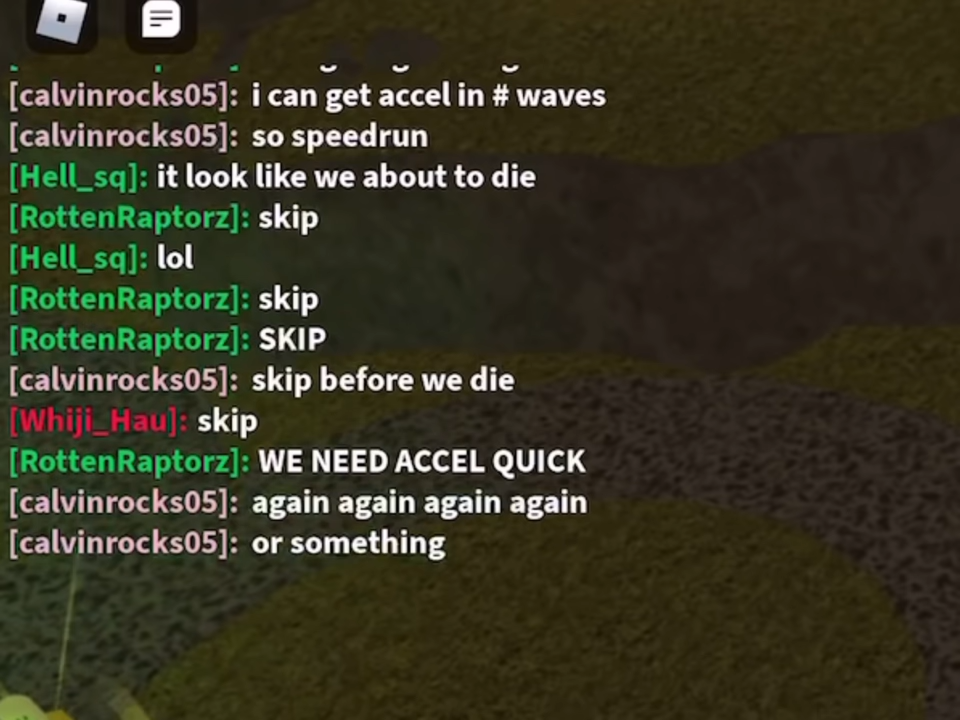 [calvinrocks05]: i can get accel in # waves
[calvinrocks05]: so speedrun
[Hell_sq]: it look like we about to die
[RottenRaptorz]: skip
[Hell_sq]: lol
[RottenRaptorz]: skip
[RottenRaptorz]: SKIP
[calvinrocks05]: skip before we die
[Whiji_Hau]: skip
[RottenRaptorz]: WE NEED ACCEL QUICK
[calvinrocks05]: again again again again
[calvinrocks05]: or something